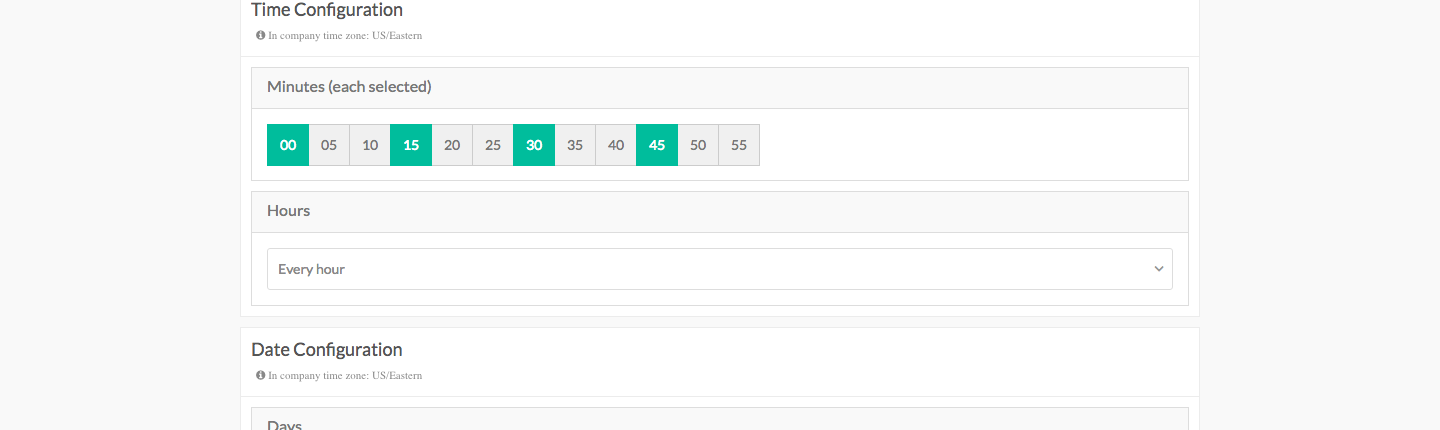 Time Configuration
In company time zone: US/Eastern
Minutes (each selected)
00 05 10 15 20 25 30 35 40 45 50 55
Hours
Every hour
Date Configuration
In company time zone: US/Eastern
Days